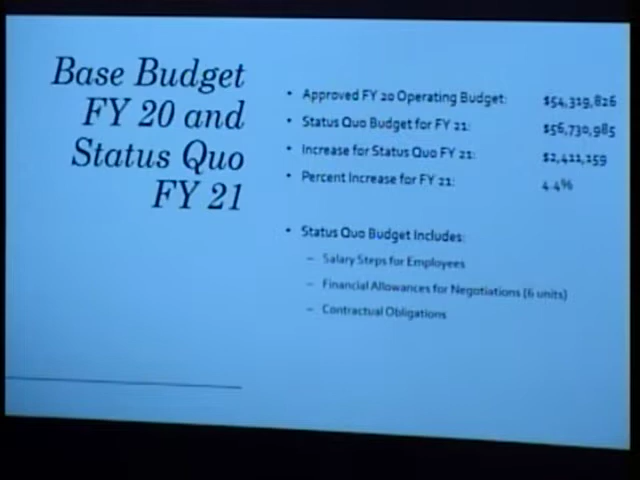 Base Budget
FY 20 and
Status Quo
FY 21
• Approved FY 20 Operating Budget: $54,319,826
• Status Quo Budget for FY 21: $56,730,985
• Increase for Status Quo FY 21: $2,411,159
• Percent Increase for FY 21: 4.4%
• Status Quo Budget Includes:
– Salary Steps for Employees
– Financial Allowances for Negotiations (6 units)
– Contractual Obligations